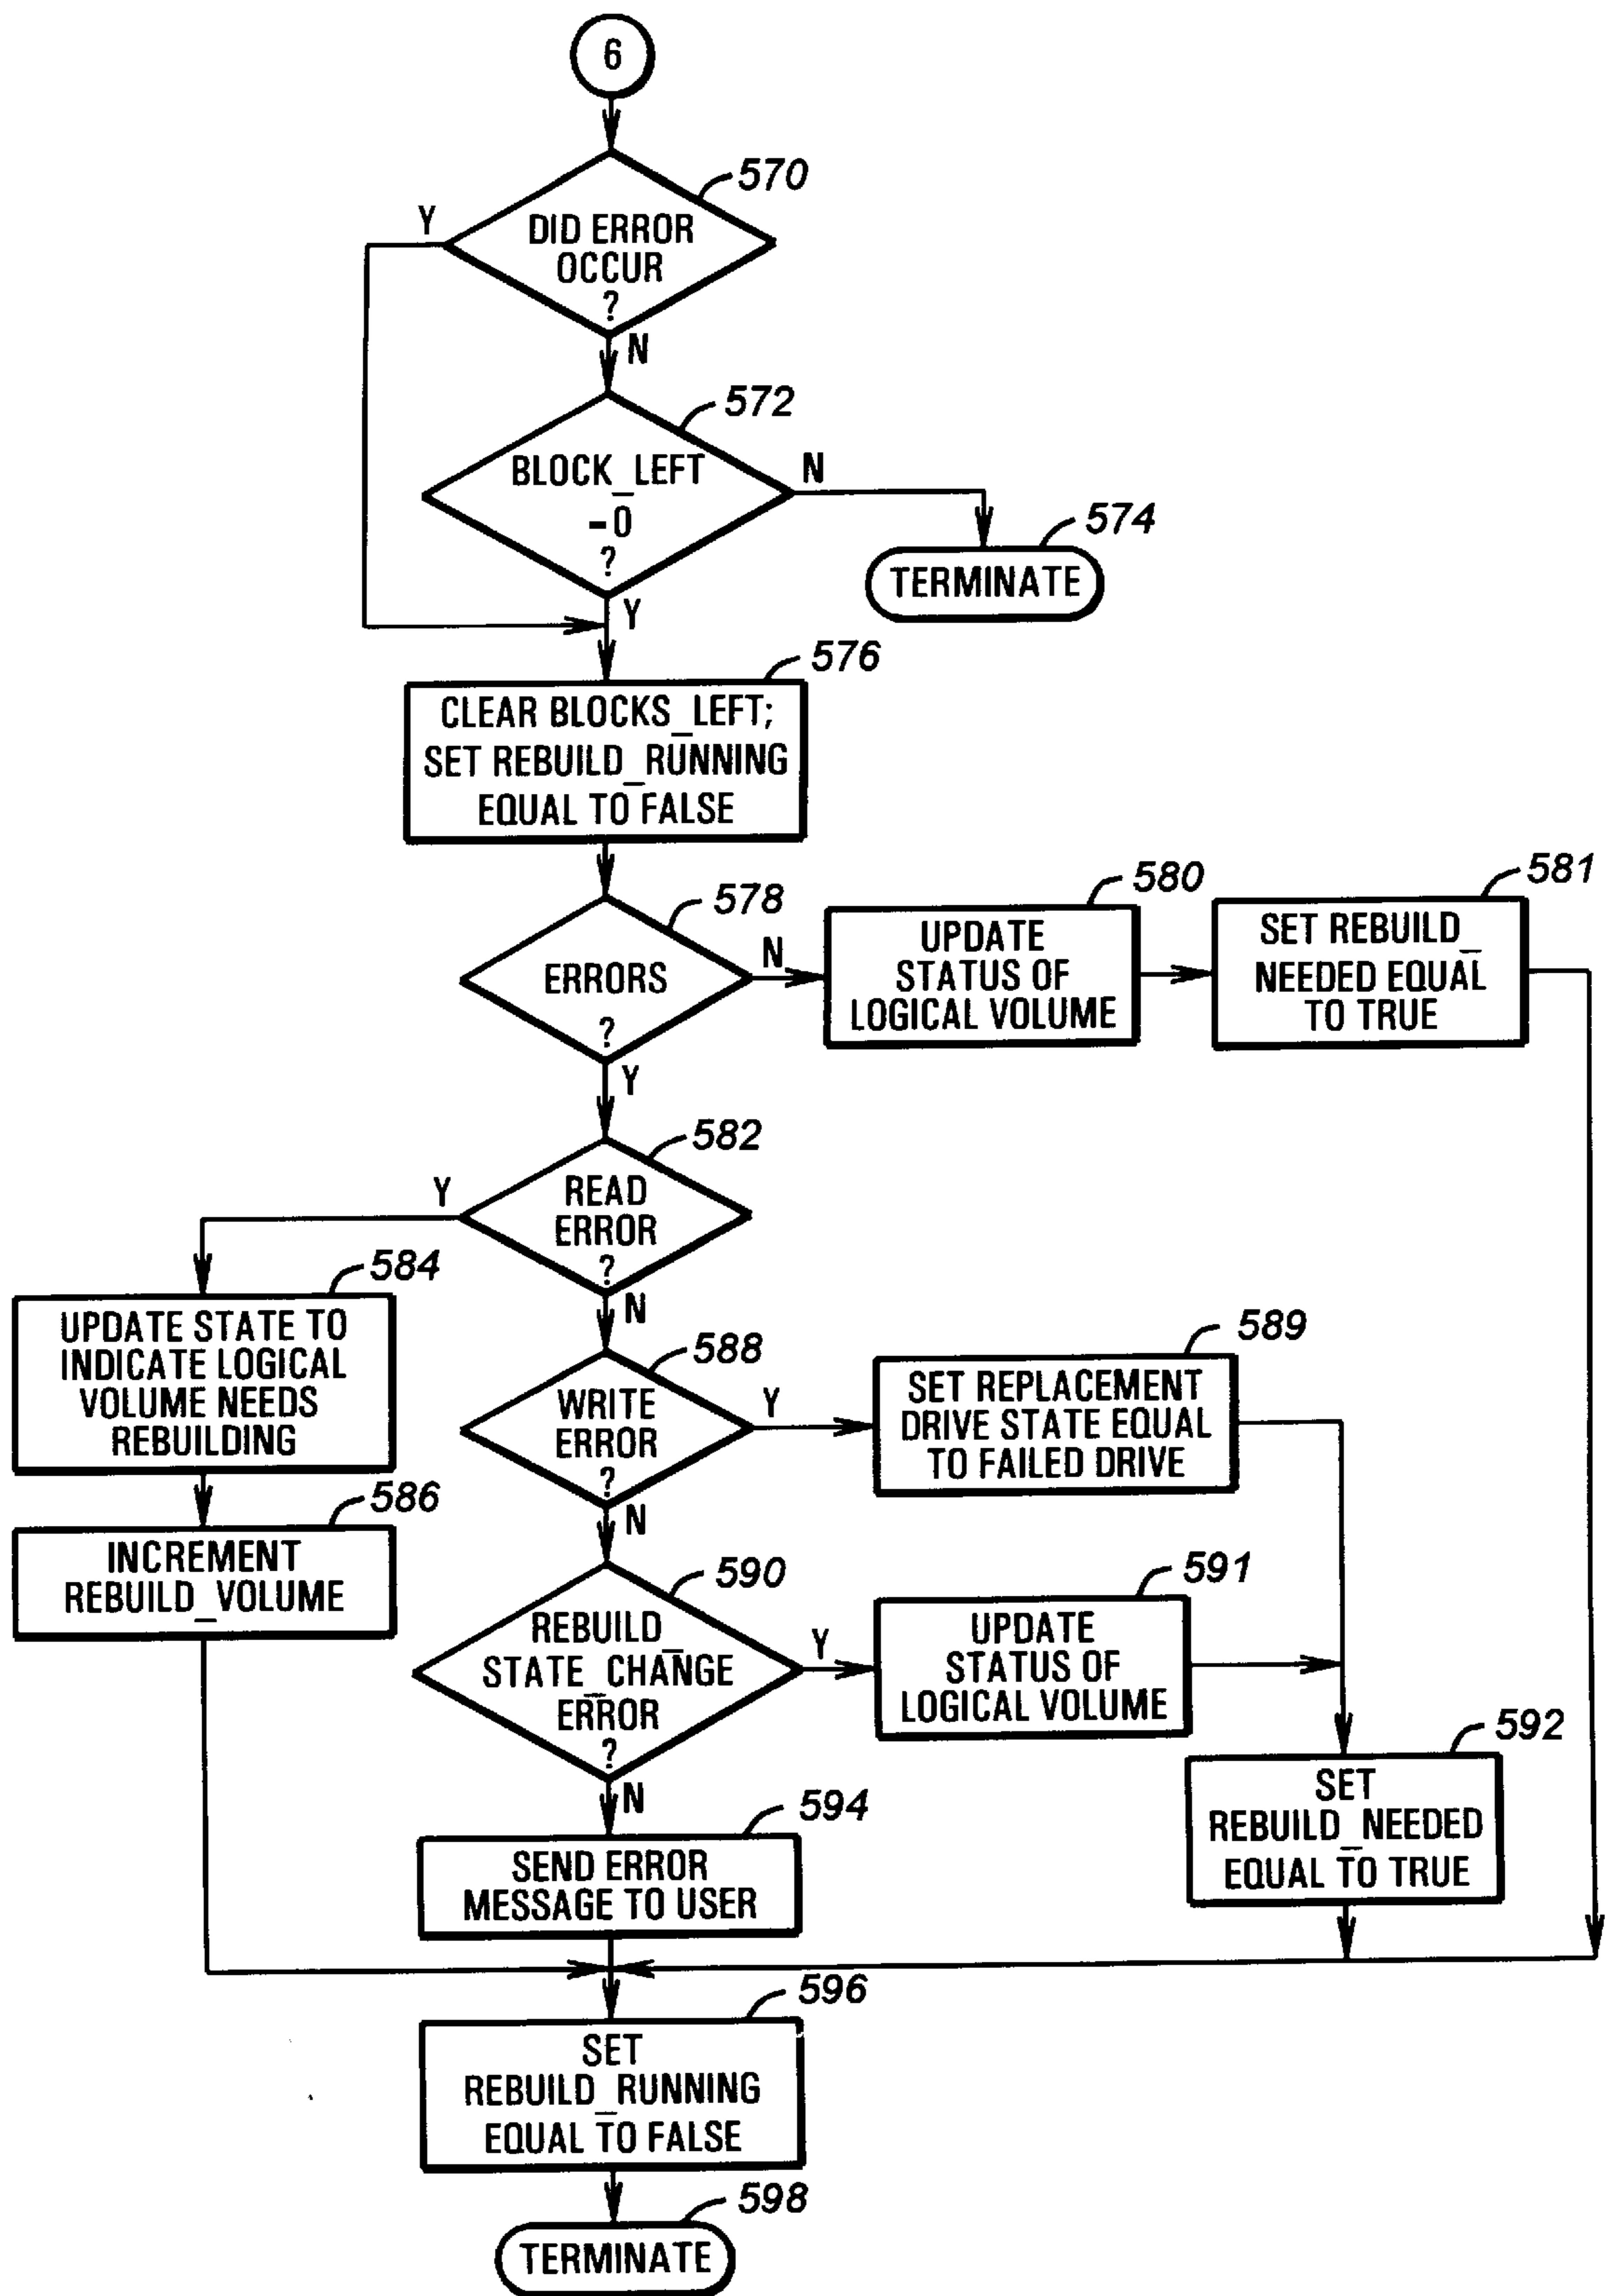 6
570
Y
DID ERROR
OCCUR
?
N
572
BLOCK_LEFT
-0
?
N
574
TERMINATE
Y
576
CLEAR BLOCKS_LEFT;
SET REBUILD_RUNNING
EQUAL TO FALSE
578
ERRORS
?
N
580
UPDATE
STATUS OF
LOGICAL VOLUME
581
SET REBUILD_
NEEDED EQUAL
TO TRUE
Y
582
READ
ERROR
?
Y
584
UPDATE STATE TO
INDICATE LOGICAL
VOLUME NEEDS
REBUILDING
586
INCREMENT
REBUILD_VOLUME
N
588
WRITE
ERROR
?
Y
589
SET REPLACEMENT
DRIVE STATE EQUAL
TO FAILED DRIVE
N
590
REBUILD_
STATE_CHANGE
ERROR
?
Y
591
UPDATE
STATUS OF
LOGICAL VOLUME
592
SET
REBUILD_NEEDED
EQUAL TO TRUE
N
594
SEND ERROR
MESSAGE TO USER
596
SET
REBUILD_RUNNING
EQUAL TO FALSE
598
TERMINATE